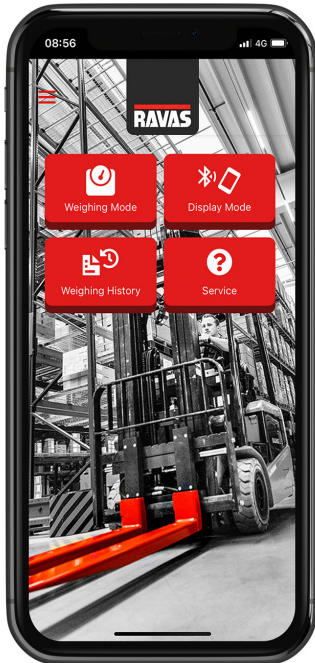 08:56
4G
RAVAS
Weighing Mode
Display Mode
Weighing History
Service